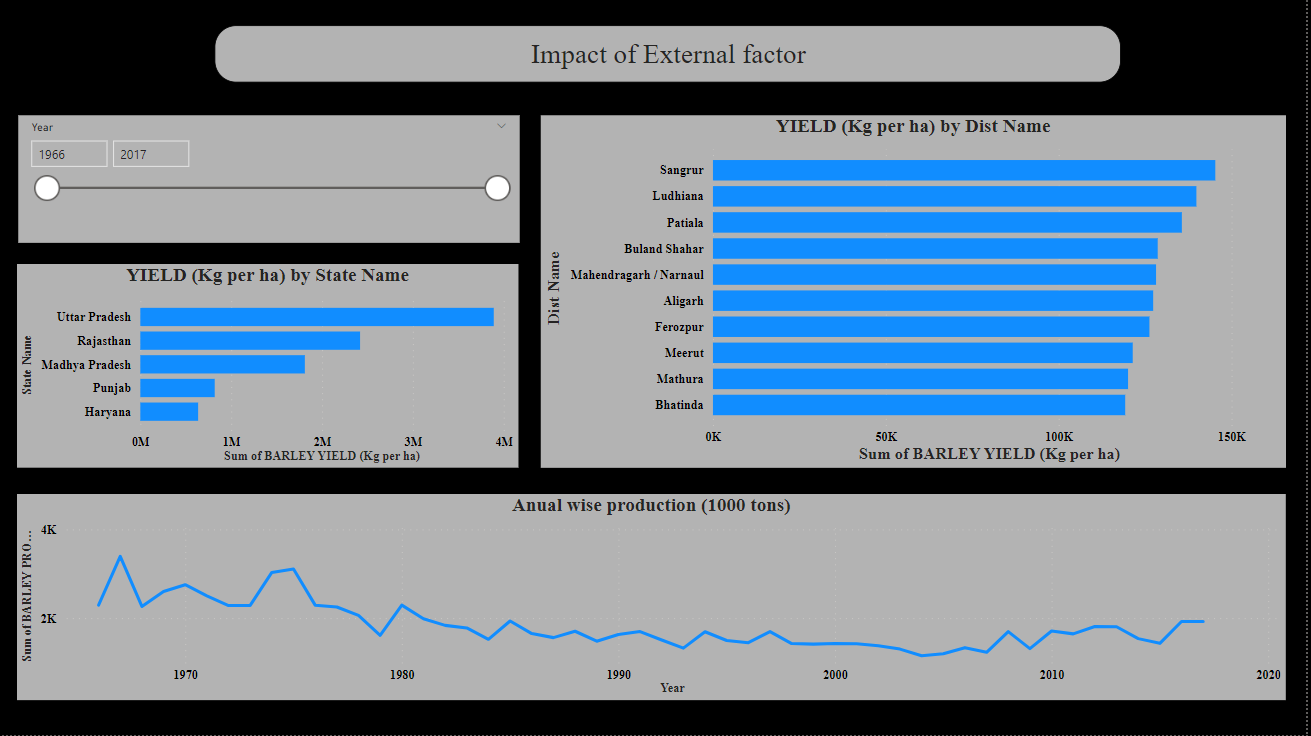 Impact of External factor
Year
1966
2017
YIELD (Kg per ha) by State Name
State Name
Uttar Pradesh
Rajasthan
Madhya Pradesh
Punjab
Haryana
0M 1M 2M 3M 4M
Sum of BARLEY YIELD (Kg per ha)
YIELD (Kg per ha) by Dist Name
Dist Name
Sangrur
Ludhiana
Patiala
Buland Shahar
Mahendragarh / Narnaul
Aligarh
Ferozpur
Meerut
Mathura
Bhatinda
0K 50K 100K 150K
Sum of BARLEY YIELD (Kg per ha)
Anual wise production (1000 tons)
Sum of BARLEY PRO...
4K
2K
1970 1980 1990 2000 2010 2020
Year